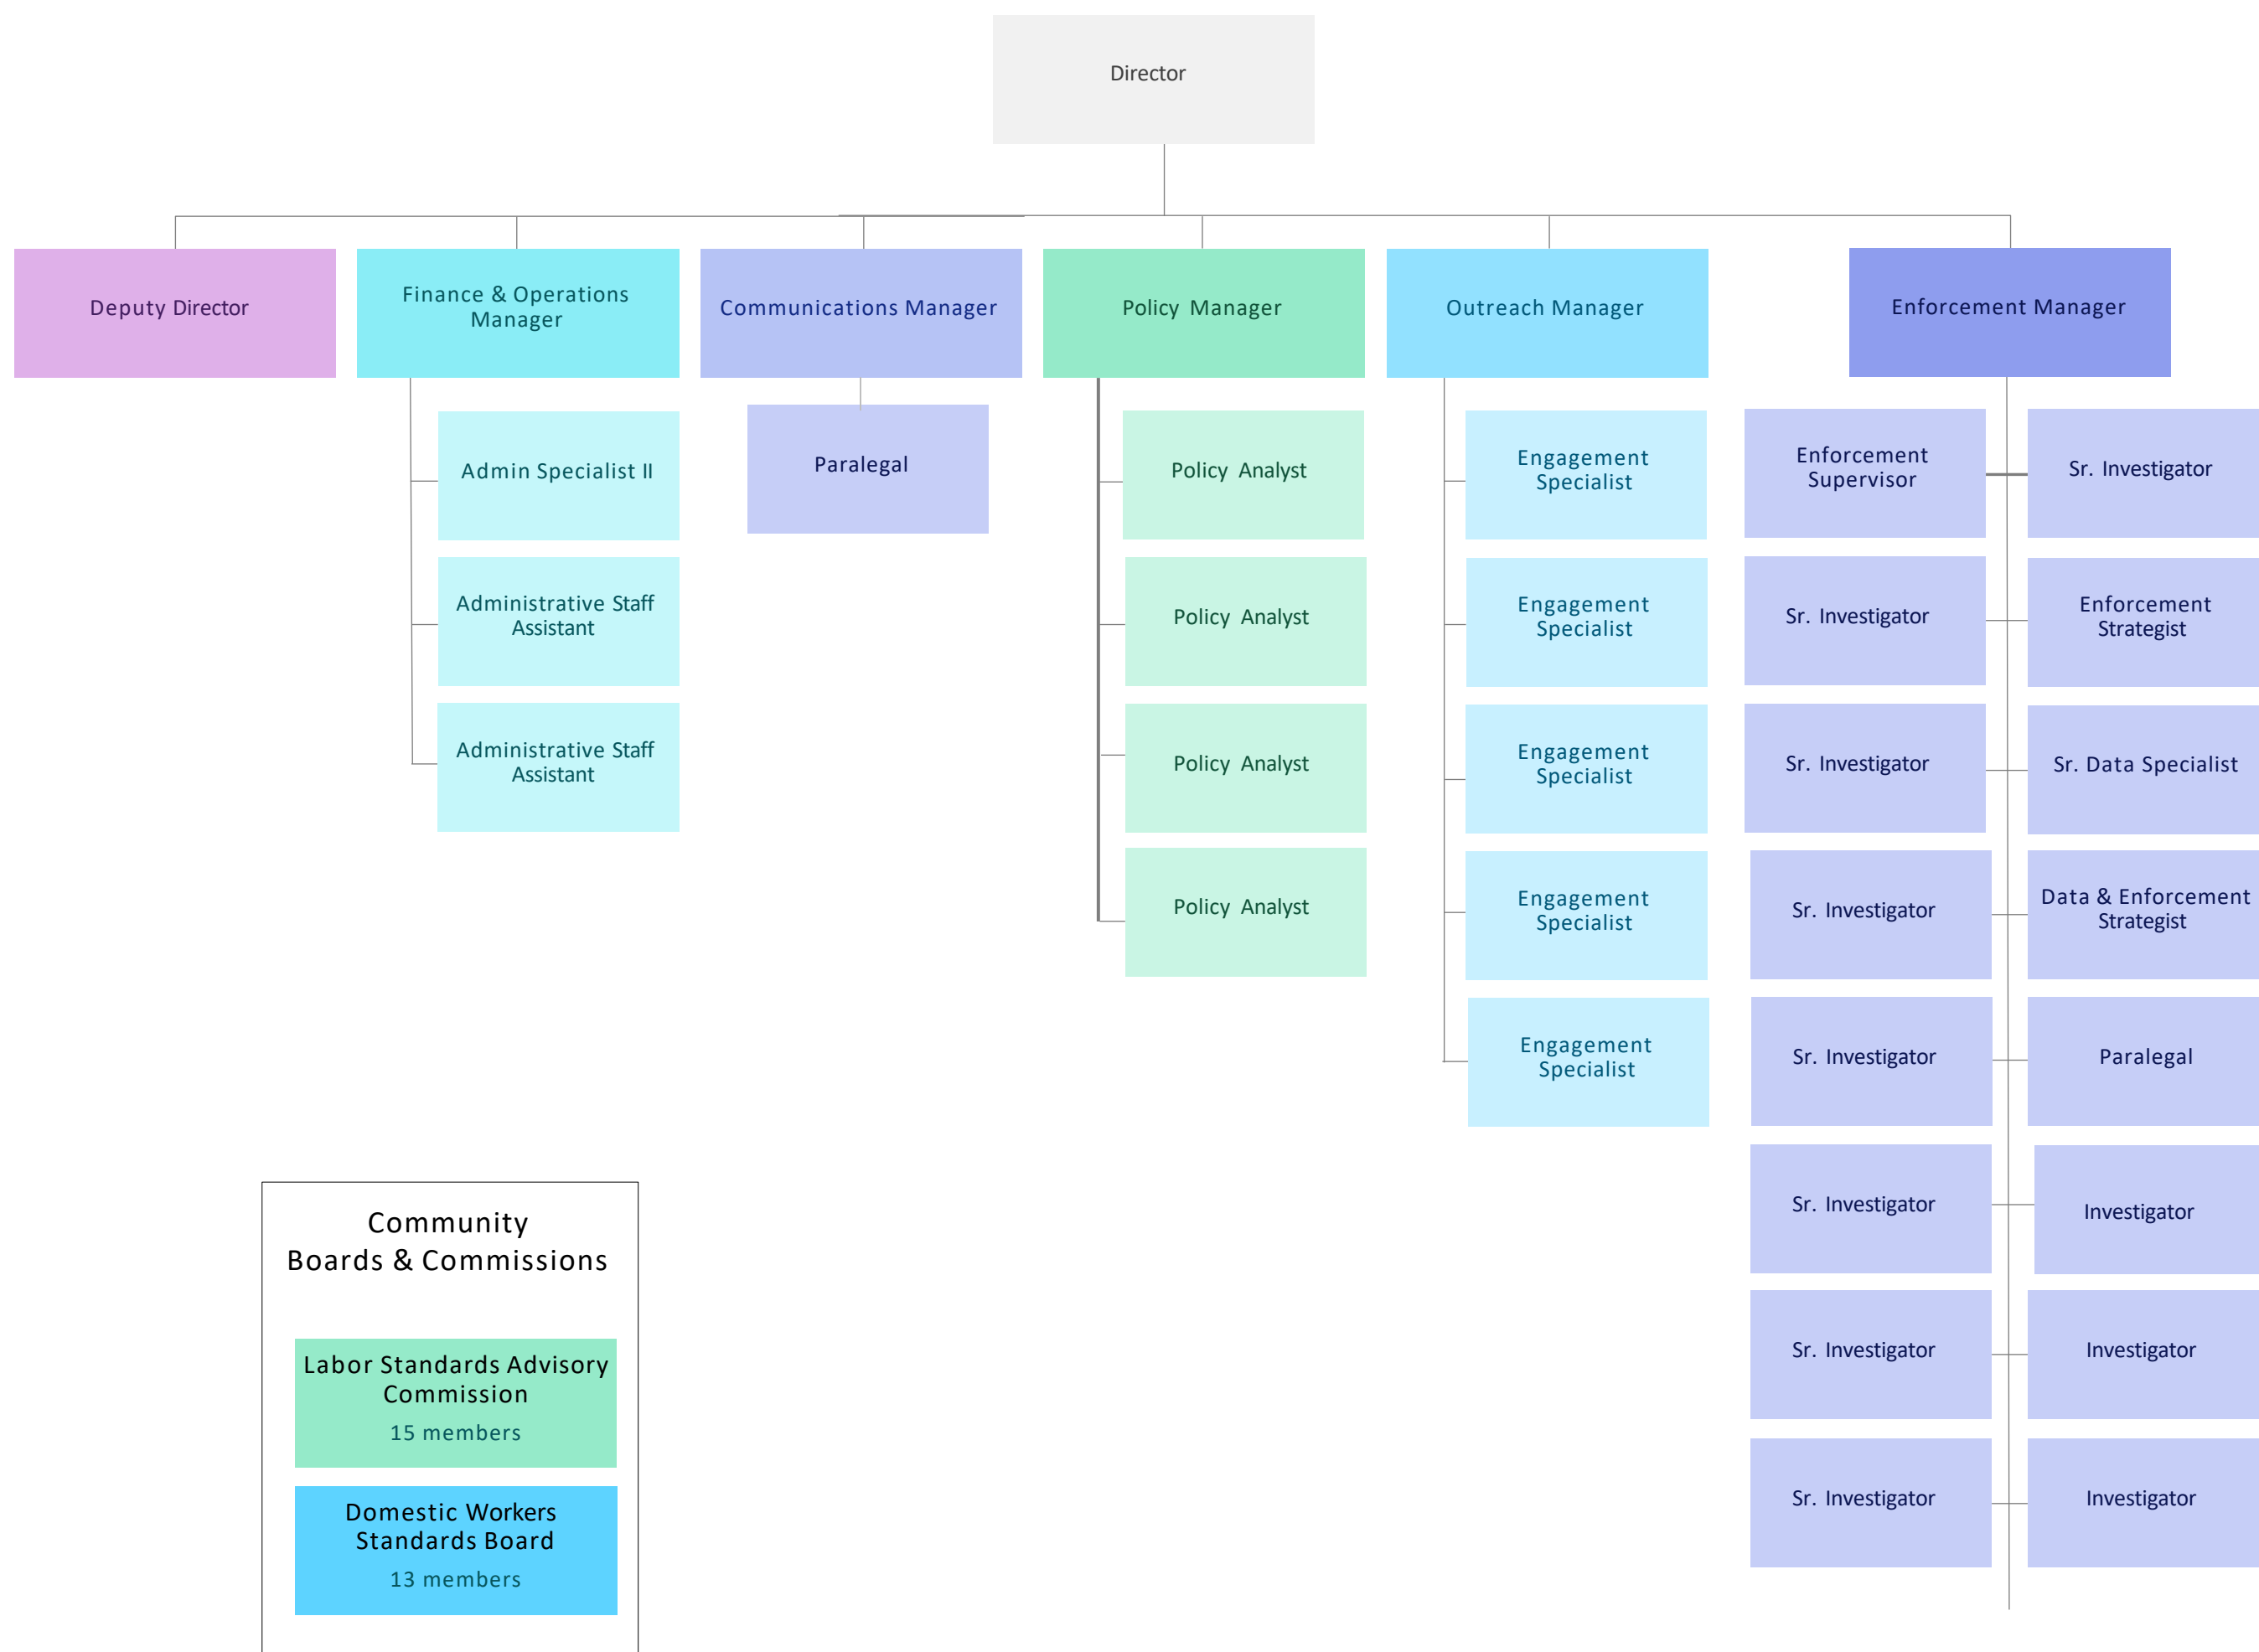 Director
Deputy Director
Finance & Operations
Manager
Communications Manager
Policy Manager
Outreach Manager
Enforcement Manager
Admin Specialist II
Administrative Staff
Assistant
Administrative Staff
Assistant
Paralegal
Policy Analyst
Policy Analyst
Policy Analyst
Policy Analyst
Engagement
Specialist
Engagement
Specialist
Engagement
Specialist
Engagement
Specialist
Engagement
Specialist
Enforcement
Supervisor
Sr. Investigator
Sr. Investigator
Enforcement
Strategist
Sr. Investigator
Sr. Data Specialist
Sr. Investigator
Data & Enforcement
Strategist
Sr. Investigator
Paralegal
Sr. Investigator
Investigator
Sr. Investigator
Investigator
Sr. Investigator
Investigator
Community
Boards & Commissions
Labor Standards Advisory
Commission
15 members
Domestic Workers
Standards Board
13 members